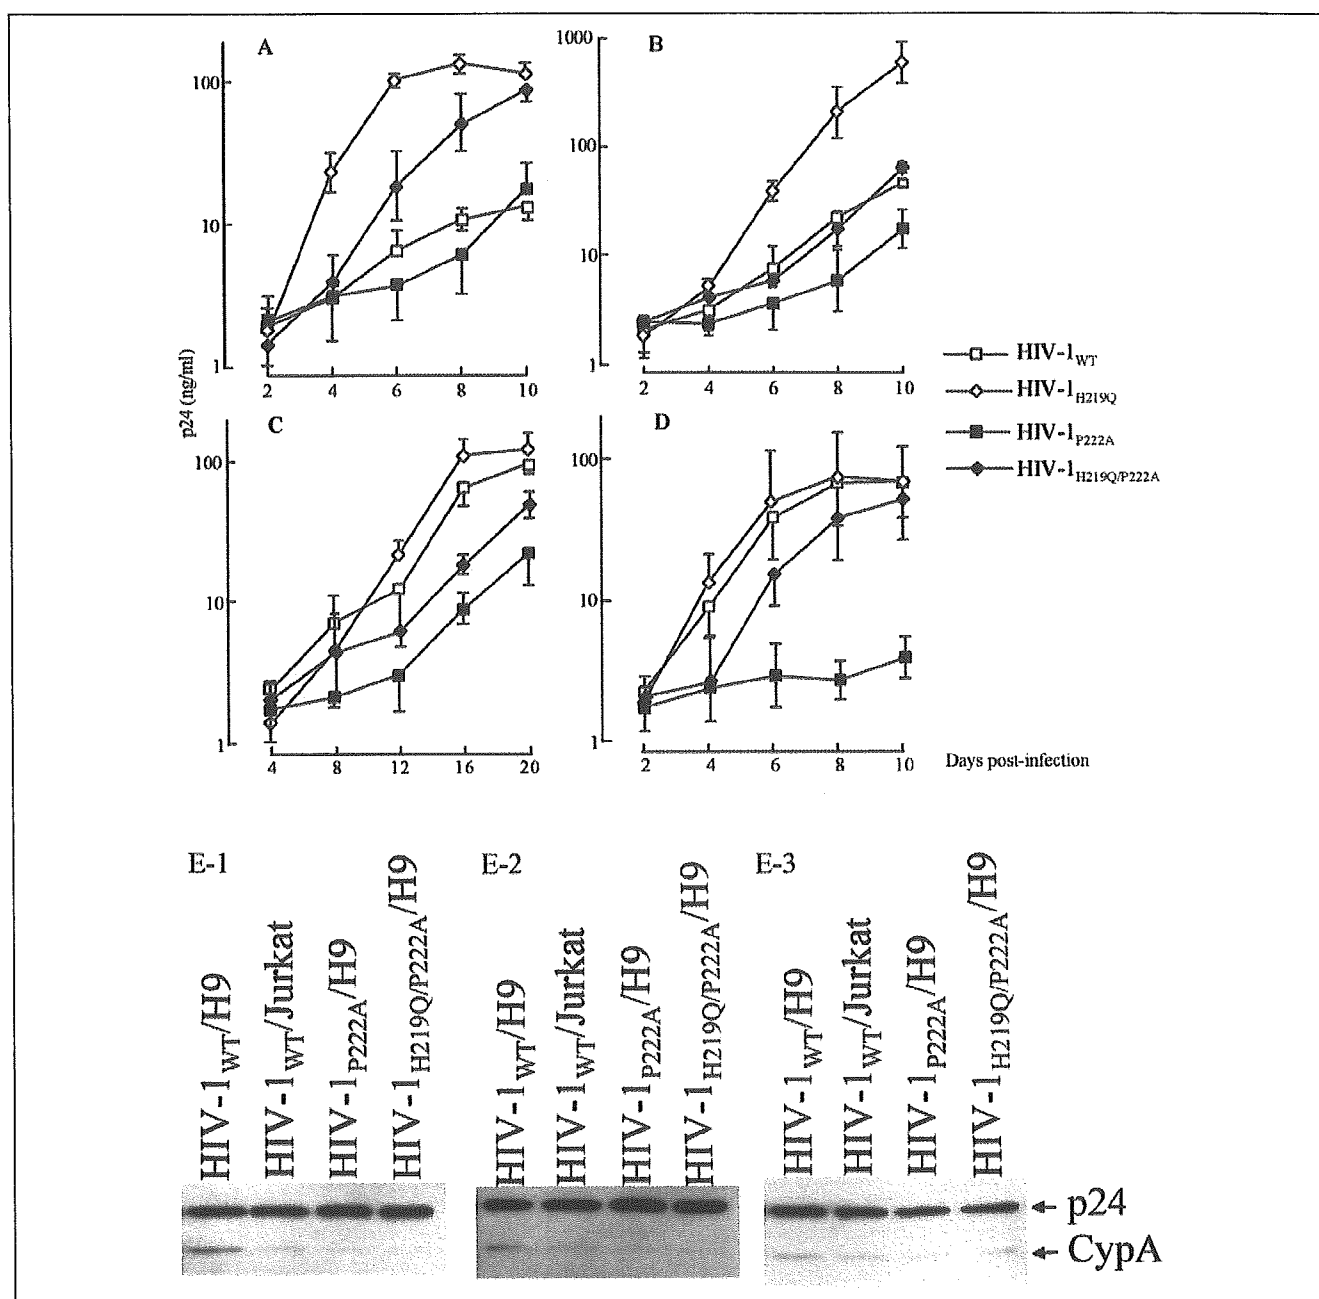 A
B
100
10
1
1000
100
10
1
2 4 6 8 10
2 4 6 8 10
p24 (ng/ml)
HIV-1WT
HIV-1H219Q
HIV-1P222A
HIV-1H219Q/P222A
C
D
100
10
1
100
10
1
4 8 12 16 20
2 4 6 8 10
Days post-infection
E-1
E-2
E-3
HIV-1WT/H9
HIV-1WT/Jurkat
HIV-1P222A/H9
HIV-1H219Q/P222A/H9
HIV-1WT/H9
HIV-1WT/Jurkat
HIV-1P222A/H9
HIV-1H219Q/P222A/H9
HIV-1WT/H9
HIV-1WT/Jurkat
HIV-1P222A/H9
HIV-1H219Q/P222A/H9
p24
CypA